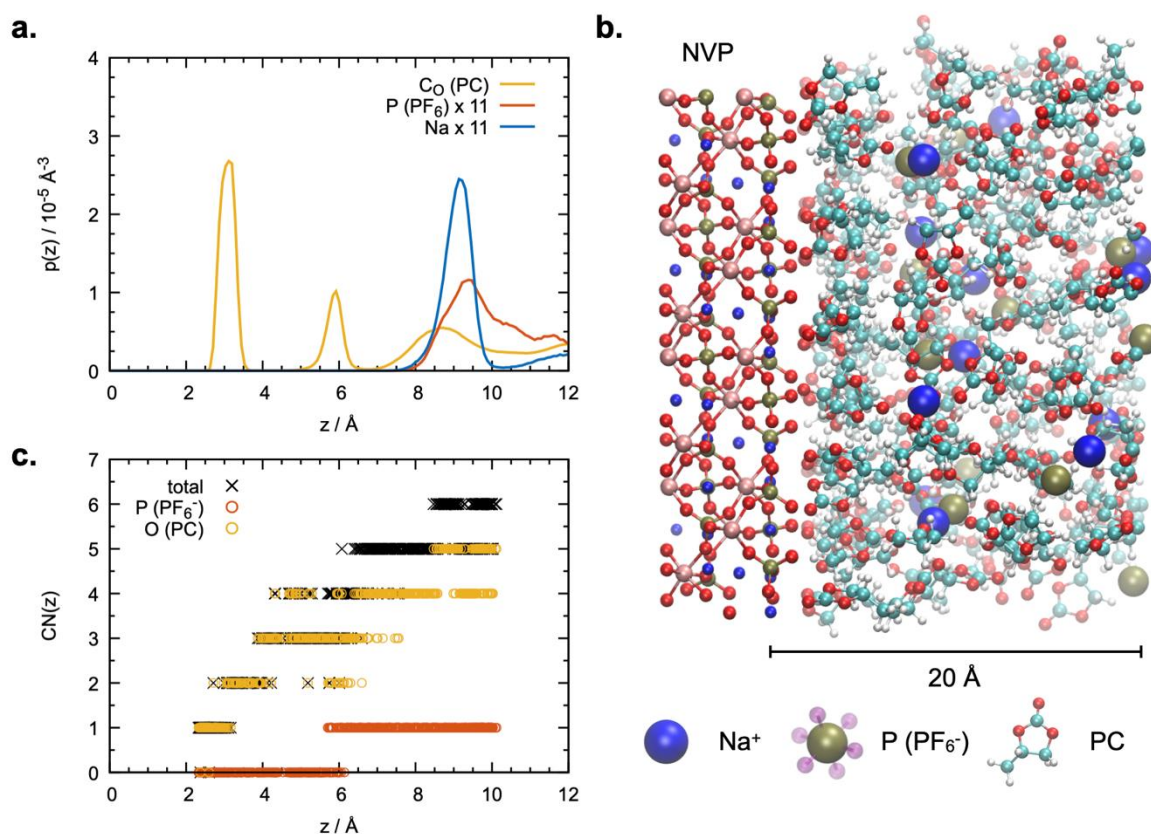 a.
4
3
2
1
0
p(z) / 10⁻⁵ Å⁻³
C_O (PC)
P (PF₆) x 11
Na x 11
0 2 4 6 8 10 12
z / Å
b.
NVP
20 Å
Na⁺
P (PF₆⁻)
PC
c.
7
6
5
4
3
2
1
0
CN(z)
total
P (PF₆⁻)
O (PC)
0 2 4 6 8 10 12
z / Å